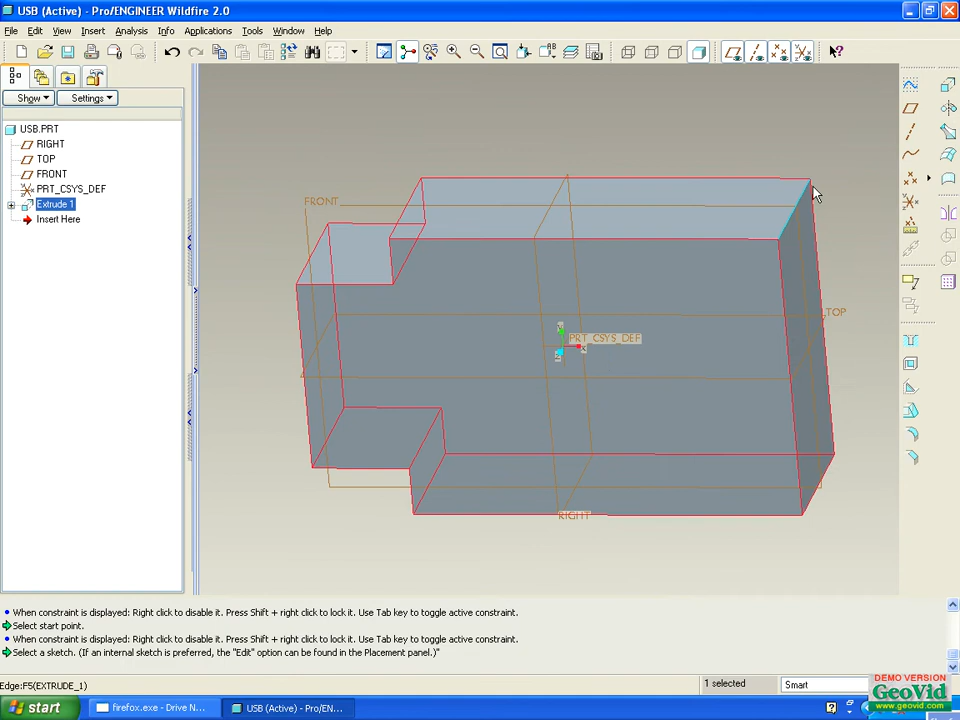 USB (Active) - Pro/ENGINEER Wildfire 2.0
File Edit View Insert Analysis Info Applications Tools Window Help
Show Settings
USB.PRT
RIGHT
TOP
FRONT
PRT_CSYS_DEF
Extrude 1
Insert Here
FRONT
TOP
Y
PRT_CSYS_DEF
X
Z
RIGHT
When constraint is displayed: Right click to disable it. Press Shift + right click to lock it. Use Tab key to toggle active constraint.
Select start point.
When constraint is displayed: Right click to disable it. Press Shift + right click to lock it. Use Tab key to toggle active constraint.
Select a sketch. (If an internal sketch is preferred, the "Edit" option can be found in the Placement panel.)"
Edge:F5(EXTRUDE_1)
1 selected
Smart
DEMO VERSION
GeoVid
www.geovid.com
start
firefox.exe - Drive N...
USB (Active) - Pro/EN...